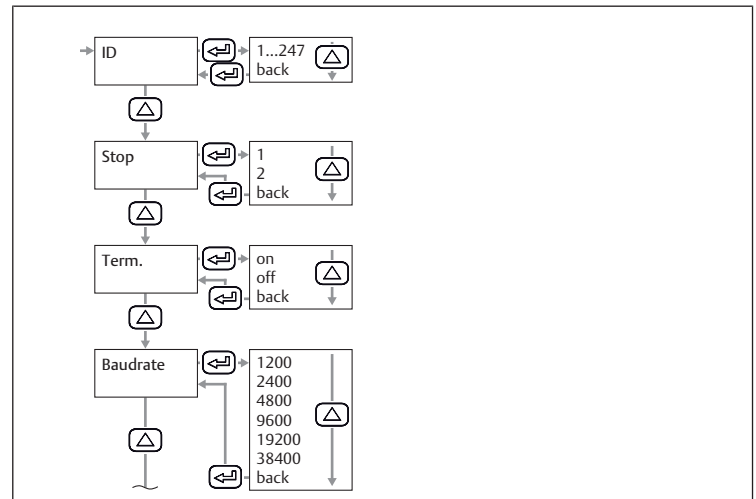 ID
1...247
back
Stop
1
2
back
Term.
on
off
back
Baudrate
1200
2400
4800
9600
19200
38400
back